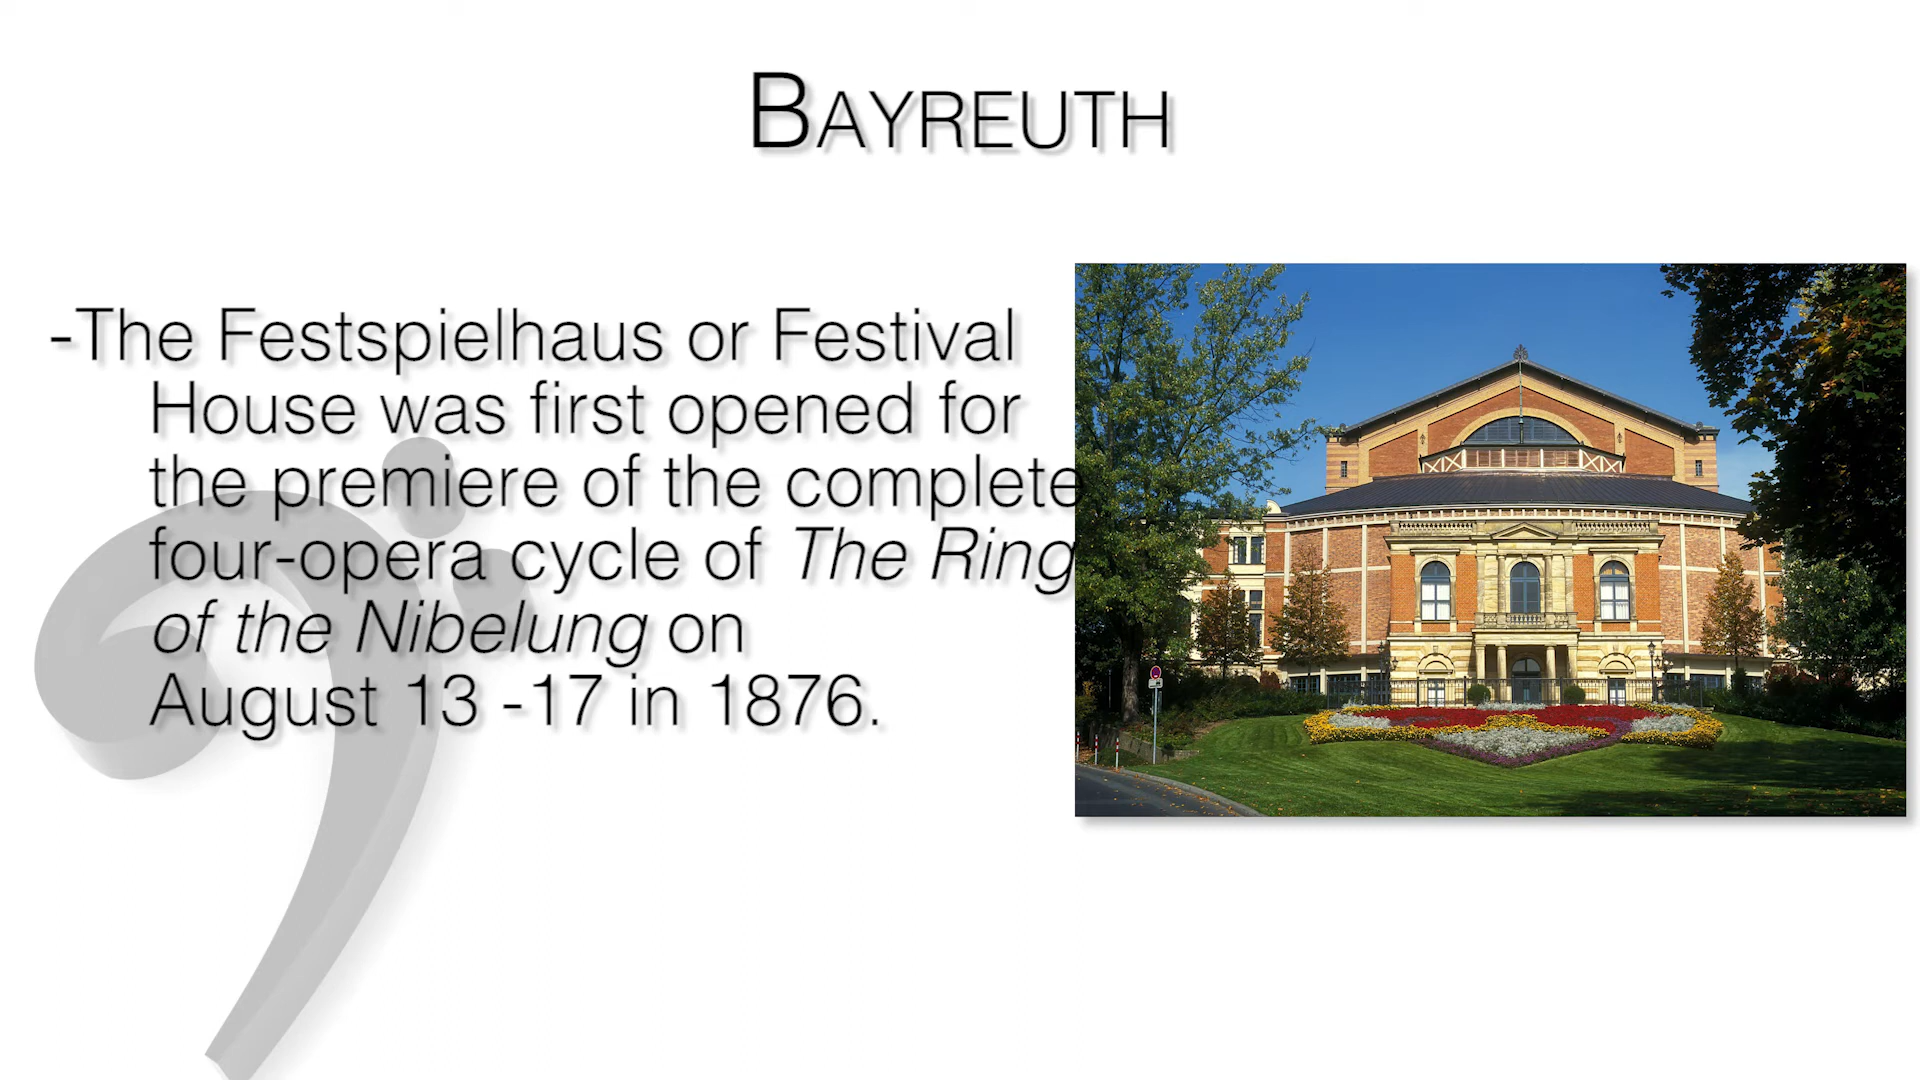 BAYREUTH
-The Festspielhaus or Festival
House was first opened for
the premiere of the complete
four-opera cycle of The Ring
of the Nibelung on
August 13 -17 in 1876.